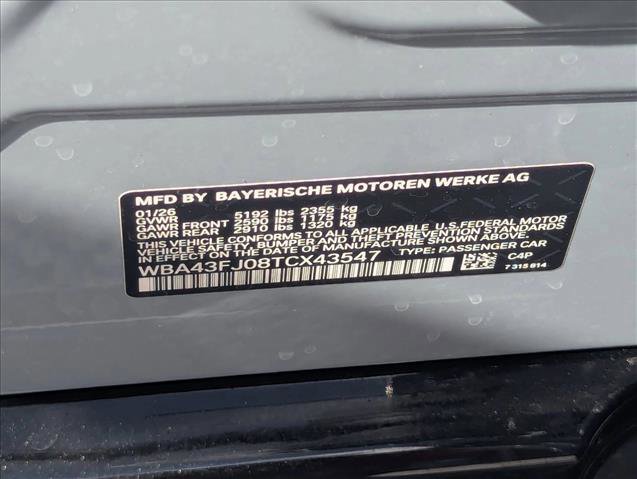 MFD BY BAYERISCHE MOTOREN WERKE AG
01/26
GVWR 5192 lbs 2355 kg
GAWR FRONT 2590 lbs 1175 kg
GAWR REAR 2910 lbs 1320 kg
THIS VEHICLE CONFORMS TO ALL APPLICABLE U.S.FEDERAL MOTOR
VEHICLE SAFETY, BUMPER, AND THEFT PREVENTION STANDARDS IN
EFFECT ON THE DATE OF MANUFACTURE SHOWN ABOVE.
WBA43FJ08TCX43547 TYPE: PASSENGER CAR
C4P
7 315 814